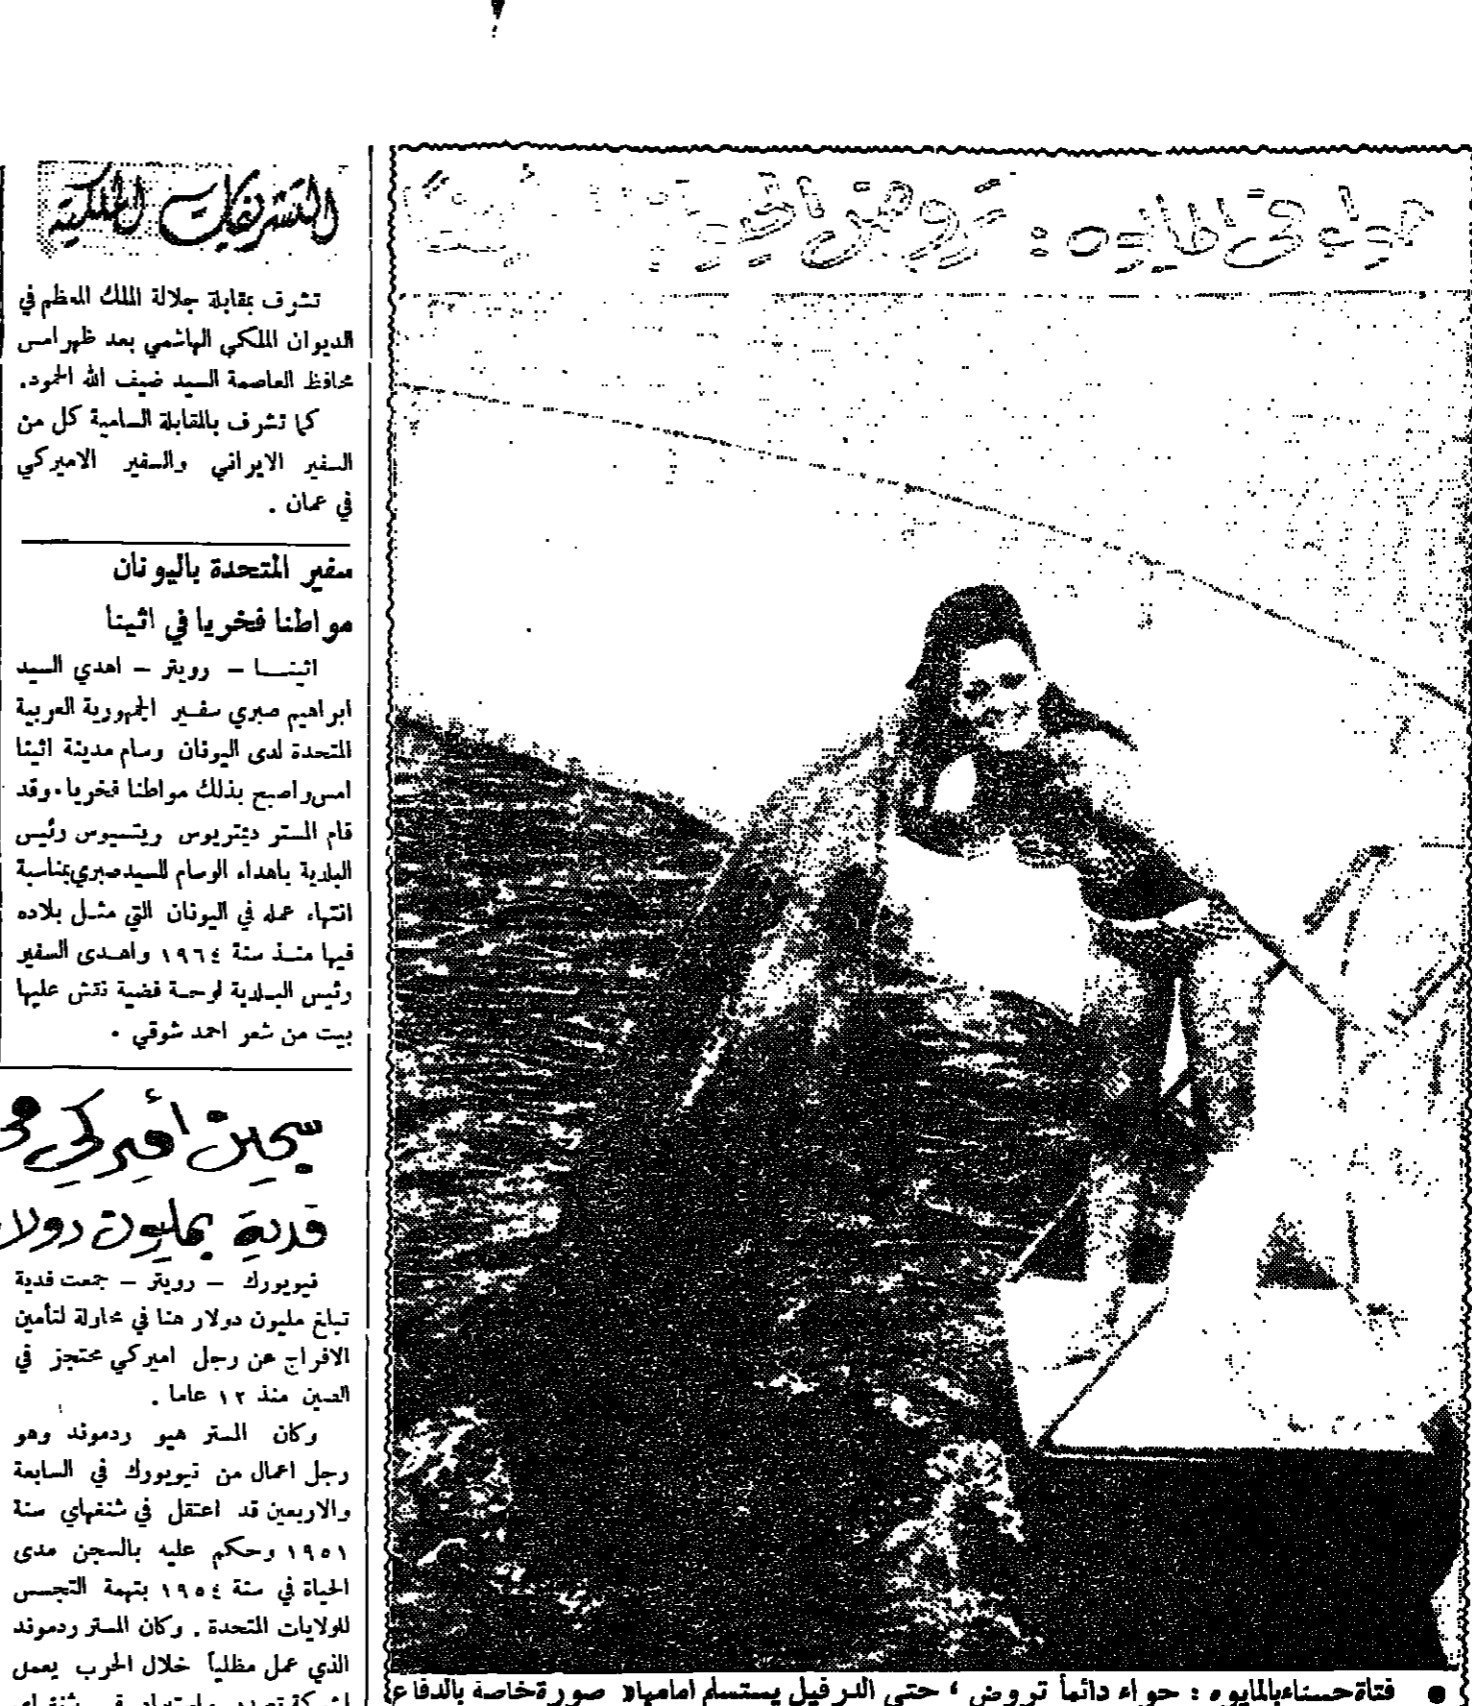 التشريفات الملكية
تشرف بمقابلة جلالة الملك المعظم في
الديوان الملكي الهاشمي بعد ظهر امس
محافظ العاصمة السيد ضيف الله الحمود.
كما تشرف بالمقابلة السامية كل من
السفير الايراني والسفير الاميركي
في عمان .
سفير المتحدة باليونان
مواطنا فخريا في اثينا
اثينــا – رويتر – اهدي السيد
ابراهيم صبري سفير الجمهورية العربية
المتحدة لدى اليونان وسام مدينة اثينا
امس واصبح بذلك مواطنا فخريا . وقد
قام المستر ديتريوس ريتسيوس رئيس
البلدية باهداء الوسام للسيد صبري بمناسبة
انتهاء عمله في اليونان التي مثل بلاده
فيها منذ سنة ١٩٦٤ واهدى السفير
رئيس البلدية لوحة فضية نقش عليها
بيت من شعر احمد شوقي .
سجين أميركي
فدية بمليون دولا
نيويورك – رويتر – جمعت فدية
تبلغ مليون دولار هنا في محاولة لتأمين
الافراج عن رجل اميركي محتجز في
الصين منذ ١٢ عاما .
وكان المستر هيو ردموند وهو
رجل اعمال من نيويورك في السابعة
والاربعين قد اعتقل في شنغهاي سنة
١٩٥١ وحكم عليه بالسجن مدى
الحياة في سنة ١٩٥٤ بتهمة التجسس
للولايات المتحدة . وكان المستر ردموند
الذي عمل مظلياً خلال الحرب يعمل
حواء في المايوه : تروض
● فتاة حسناء بالمايوه : حواء دائماً تروض ، حتى الدرفيل يستسلم امامها « صورة خاصة بالدفاع